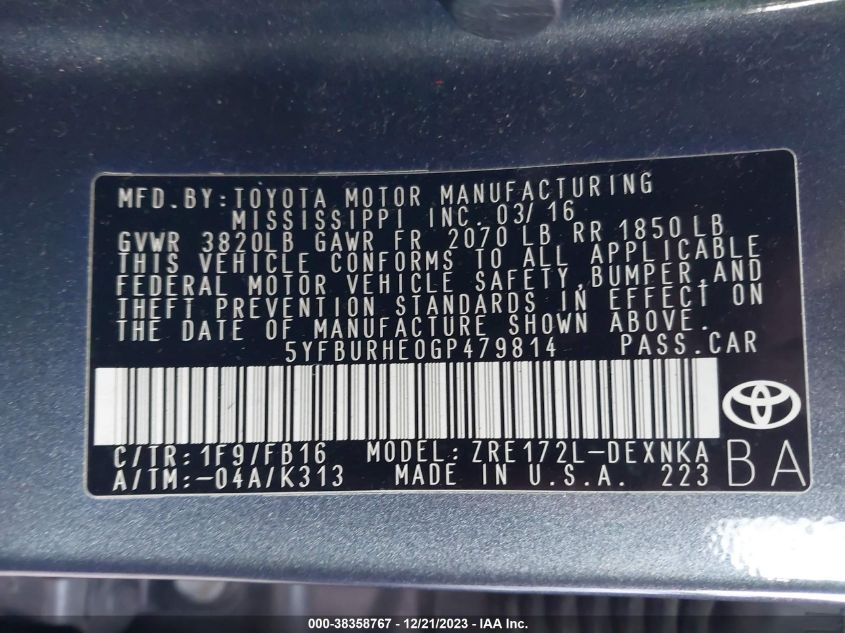 MFD. BY: TOYOTA MOTOR MANUFACTURING
MISSISSIPPI INC. 03/16
GVWR 3820LB GAWR FR 2070 LB RR 1850 LB
THIS VEHICLE CONFORMS TO ALL APPLICABLE
FEDERAL MOTOR VEHICLE SAFETY, BUMPER, AND
THEFT PREVENTION STANDARDS IN EFFECT ON
THE DATE OF MANUFACTURE SHOWN ABOVE.
5YFBURHE0GP479814 PASS. CAR
C/TR: 1F9/FB16 MODEL: ZRE172L-DEXNKA
A/TM: -04A/K313 MADE IN U.S.A. 223
BA
000-38358767 - 12/21/2023 - IAA Inc.